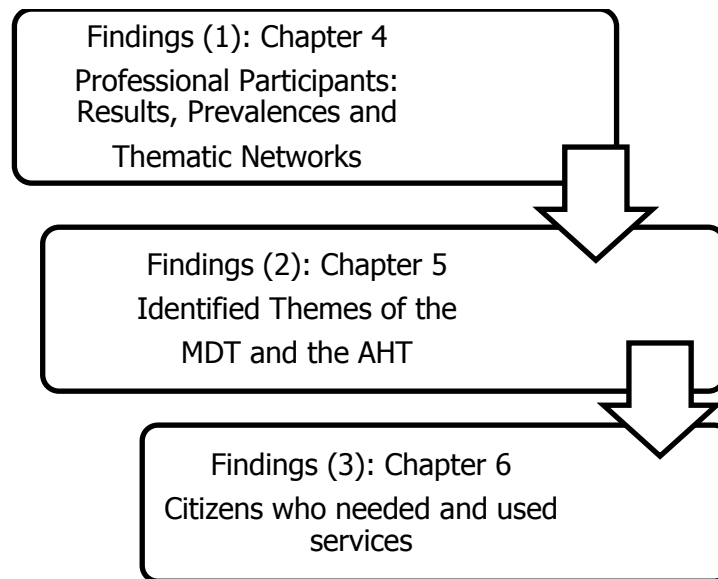 Findings (1): Chapter 4
Professional Participants:
Results, Prevalences and
Thematic Networks
Findings (2): Chapter 5
Identified Themes of the
MDT and the AHT
Findings (3): Chapter 6
Citizens who needed and used
services